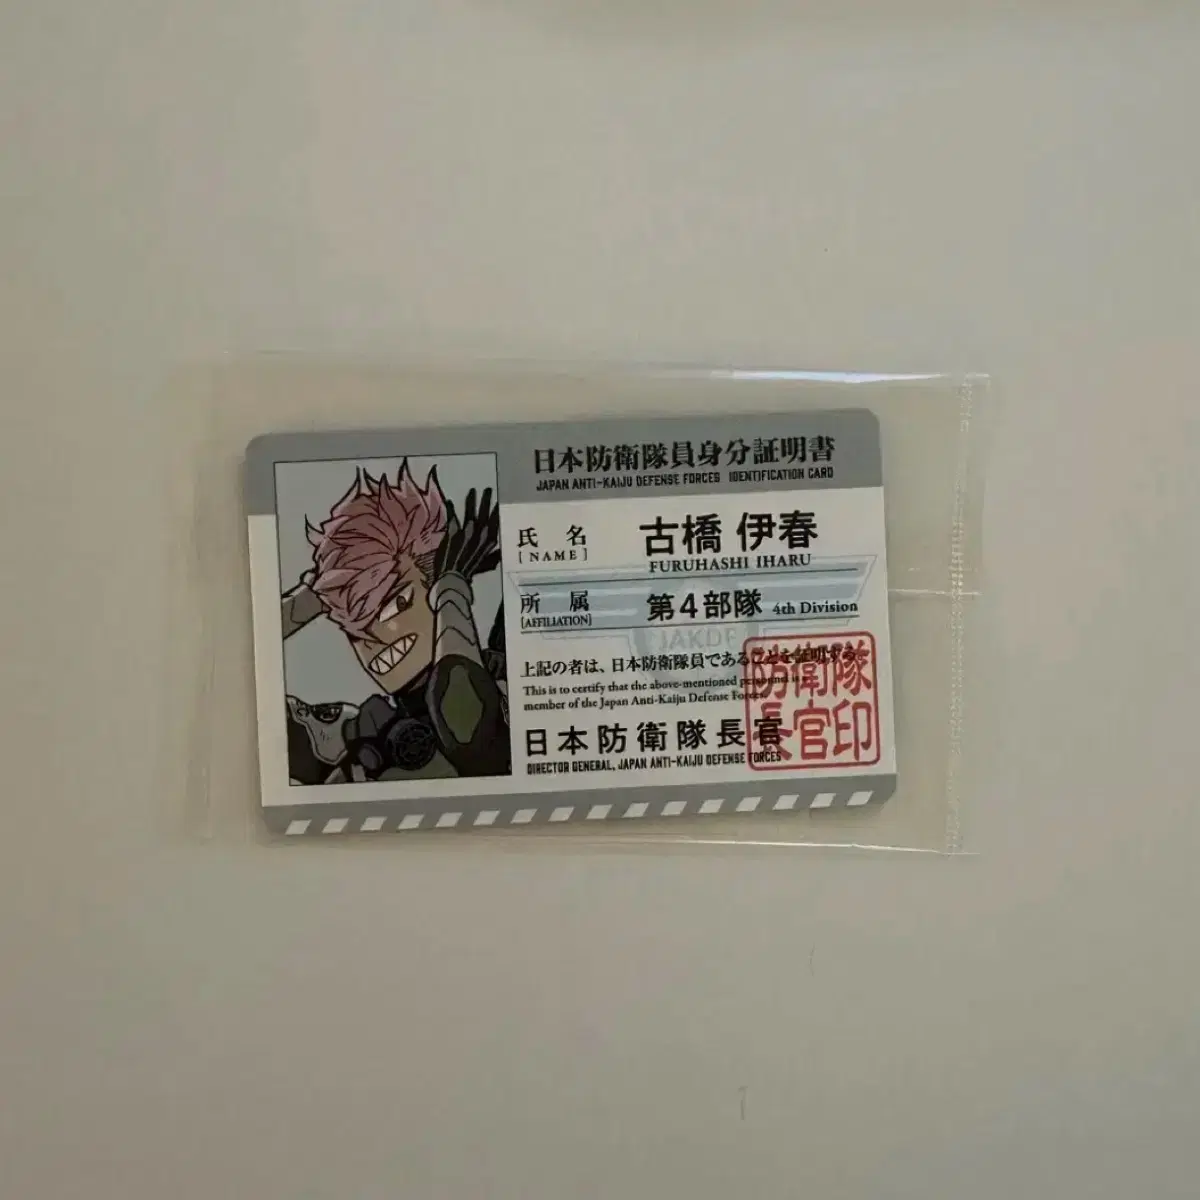 日本防衛隊員身分証明書
JAPAN ANTI-KAIJU DEFENSE FORCES IDENTIFICATION CARD
氏 名 古橋 伊春
[NAME] FURUHASHI IHARU
所 属 第4部隊 4th Division
[AFFILIATION]
JAKDF
上記の者は、日本防衛隊員であることを証明する
This is to certify that the above-mentioned personnel is a
member of the Japan Anti-Kaiju Defense Forces.
日本防衛隊長官
DIRECTOR GENERAL, JAPAN ANTI-KAIJU DEFENSE FORCES
防衛隊
長官印